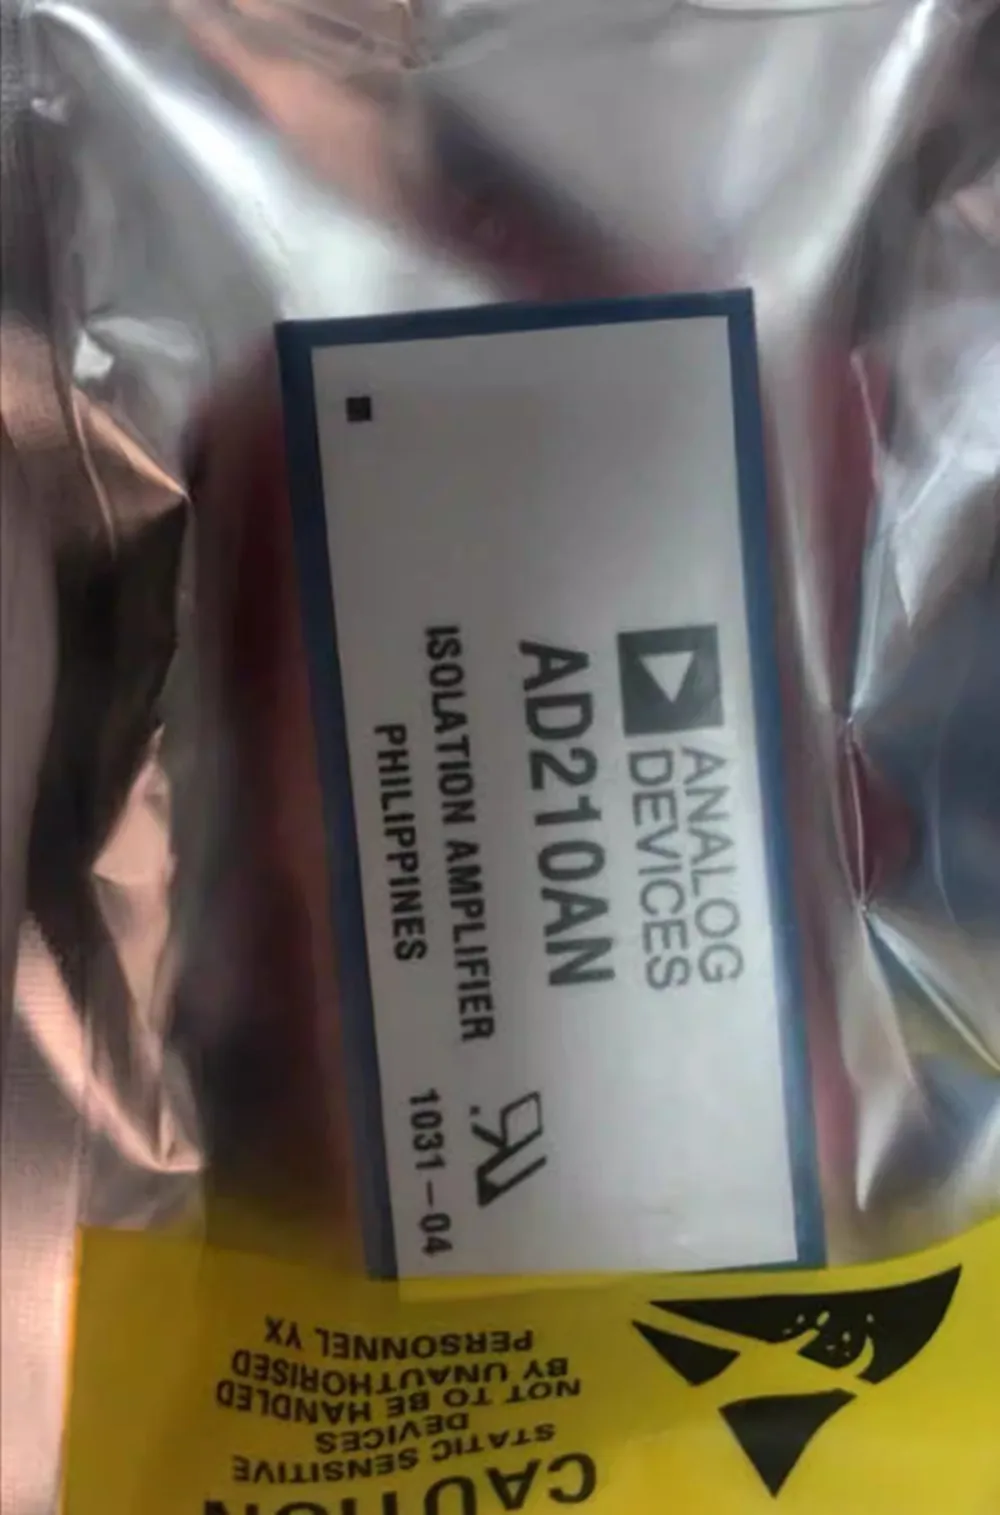 ANALOG
DEVICES
AD210AN
ISOLATION AMPLIFIER
PHILIPPINES
1031-04
CAUTION
STATIC SENSITIVE
DEVICES
NOT TO BE HANDLED
BY UNAUTHORISED
PERSONNEL YX